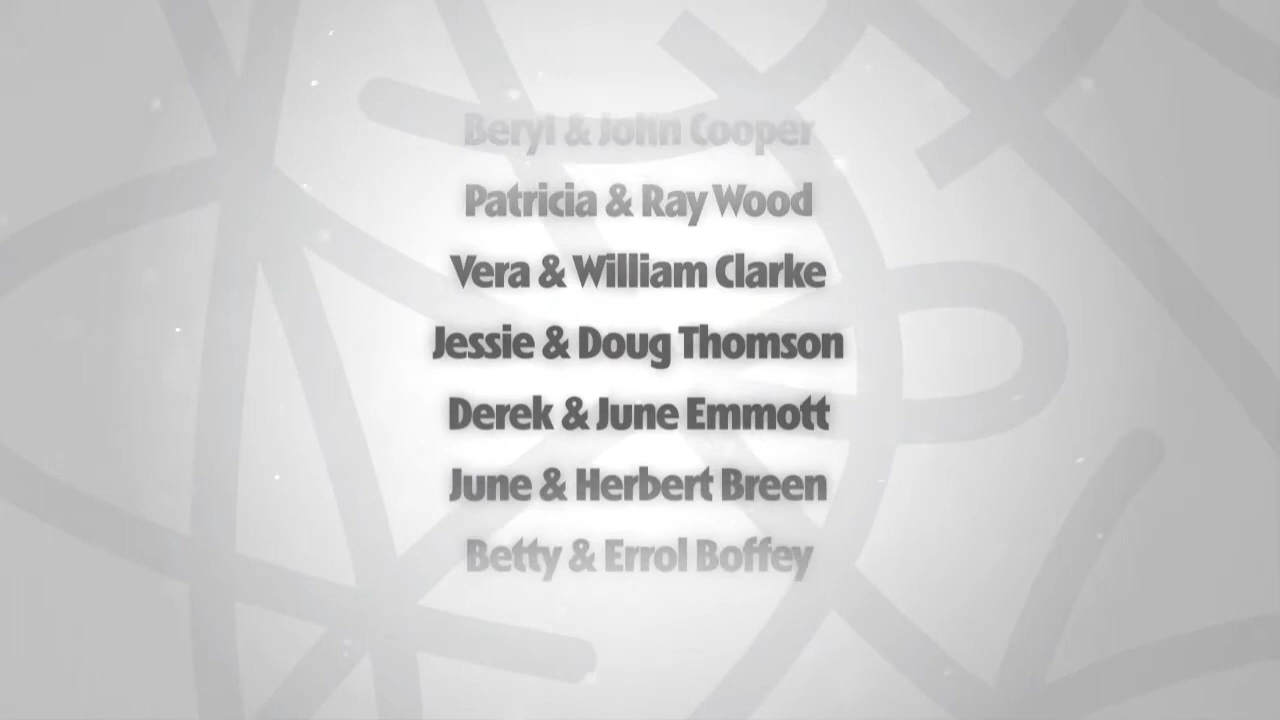 Beryl & John Cooper
Patricia & Ray Wood
Vera & William Clarke
Jessie & Doug Thomson
Derek & June Emmott
June & Herbert Breen
Betty & Errol Boffey